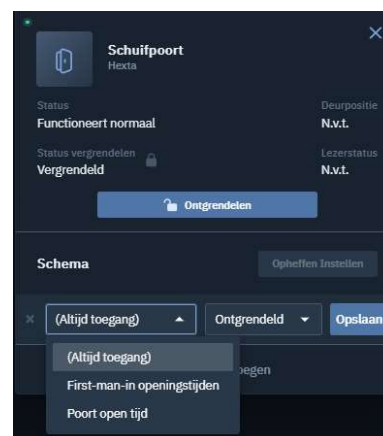 Schuifpoort
Hexta
Status
Functioneert normaal
Deurpositie
N.v.t.
Status vergrendelen
Vergrendeld
Lezerstatus
N.v.t.
Ontgrendelen
Schema
Opheffen Instellen
(Altijd toegang)
Ontgrendeld
Opslaan
(Altijd toegang)
First-man-in openingstijden
Poort open tijd